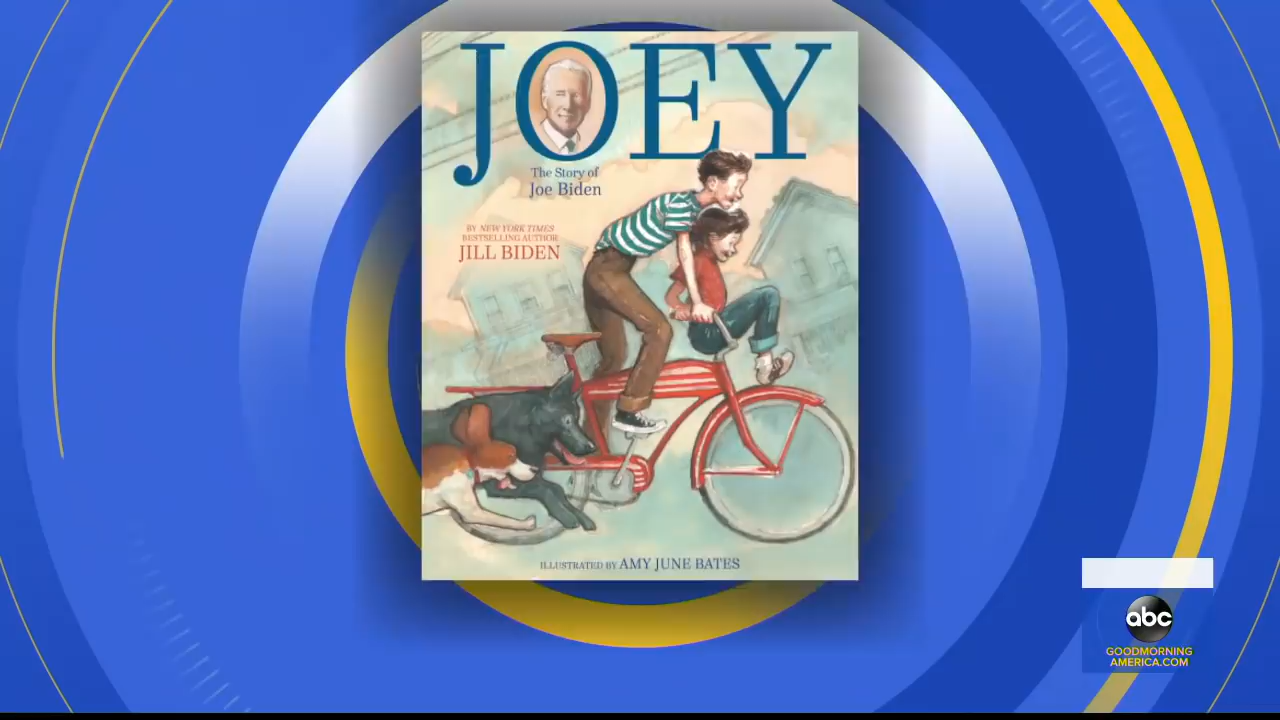 JOEY
The Story of
Joe Biden
BY NEW YORK TIMES
BESTSELLING AUTHOR
JILL BIDEN
ILLUSTRATED BY AMY JUNE BATES
abc
GOODMORNING
AMERICA.COM